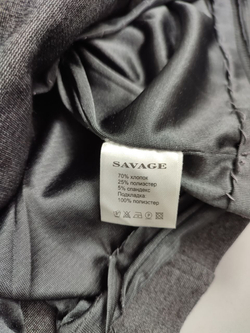 SAVAGE
70% хлопок
25% полиэстер
5% спандекс
Подкладка
100% полиэстер